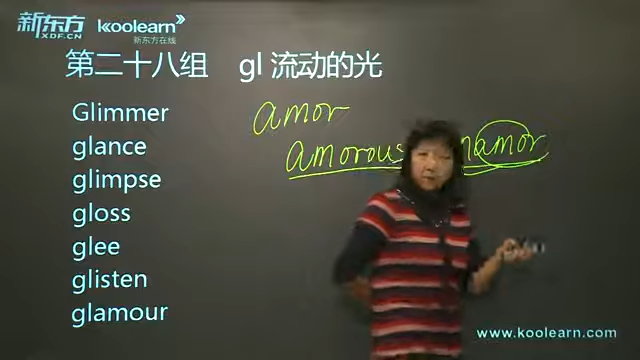 新东方 koolearn
XDF.CN 新东方在线
第二十八组 gl 流动的光
Glimmer
glance
glimpse
gloss
glee
glisten
glamour
amor
amorous
www.koolearn.com